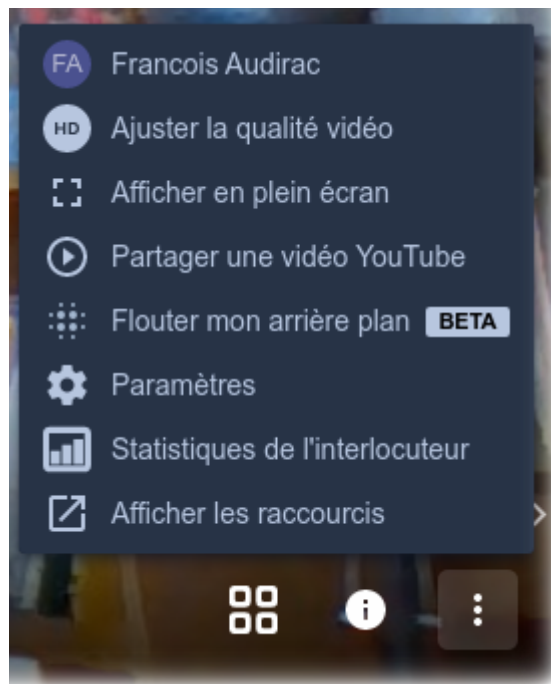 FA Francois Audirac
HD Ajuster la qualité vidéo
Afficher en plein écran
Partager une vidéo YouTube
Flouter mon arrière plan BETA
Paramètres
Statistiques de l'interlocuteur
Afficher les raccourcis
i